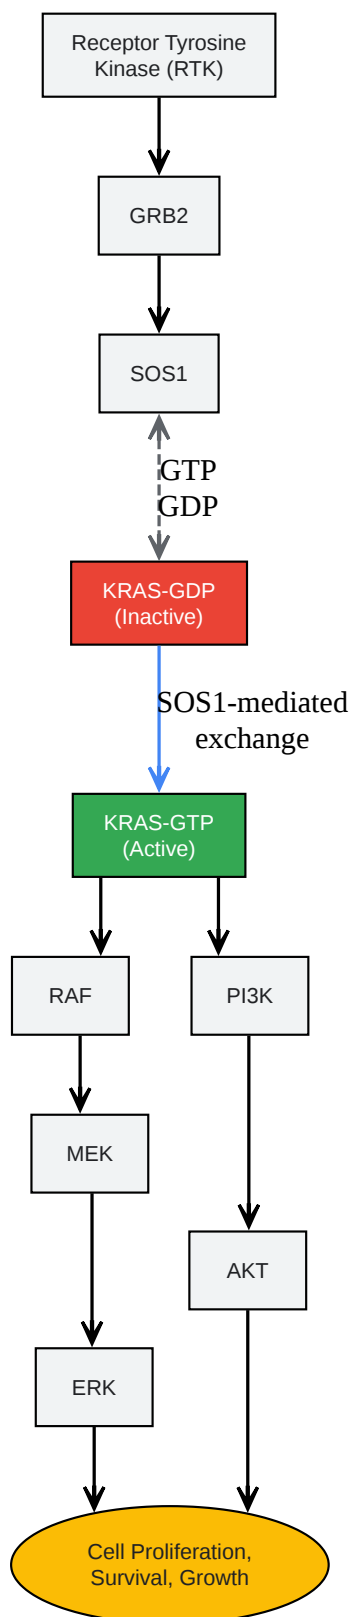 Receptor Tyrosine
Kinase (RTK)
GRB2
SOS1
GTP
GDP
KRAS-GDP
(Inactive)
SOS1-mediated
exchange
KRAS-GTP
(Active)
RAF
PI3K
MEK
AKT
ERK
Cell Proliferation,
Survival, Growth